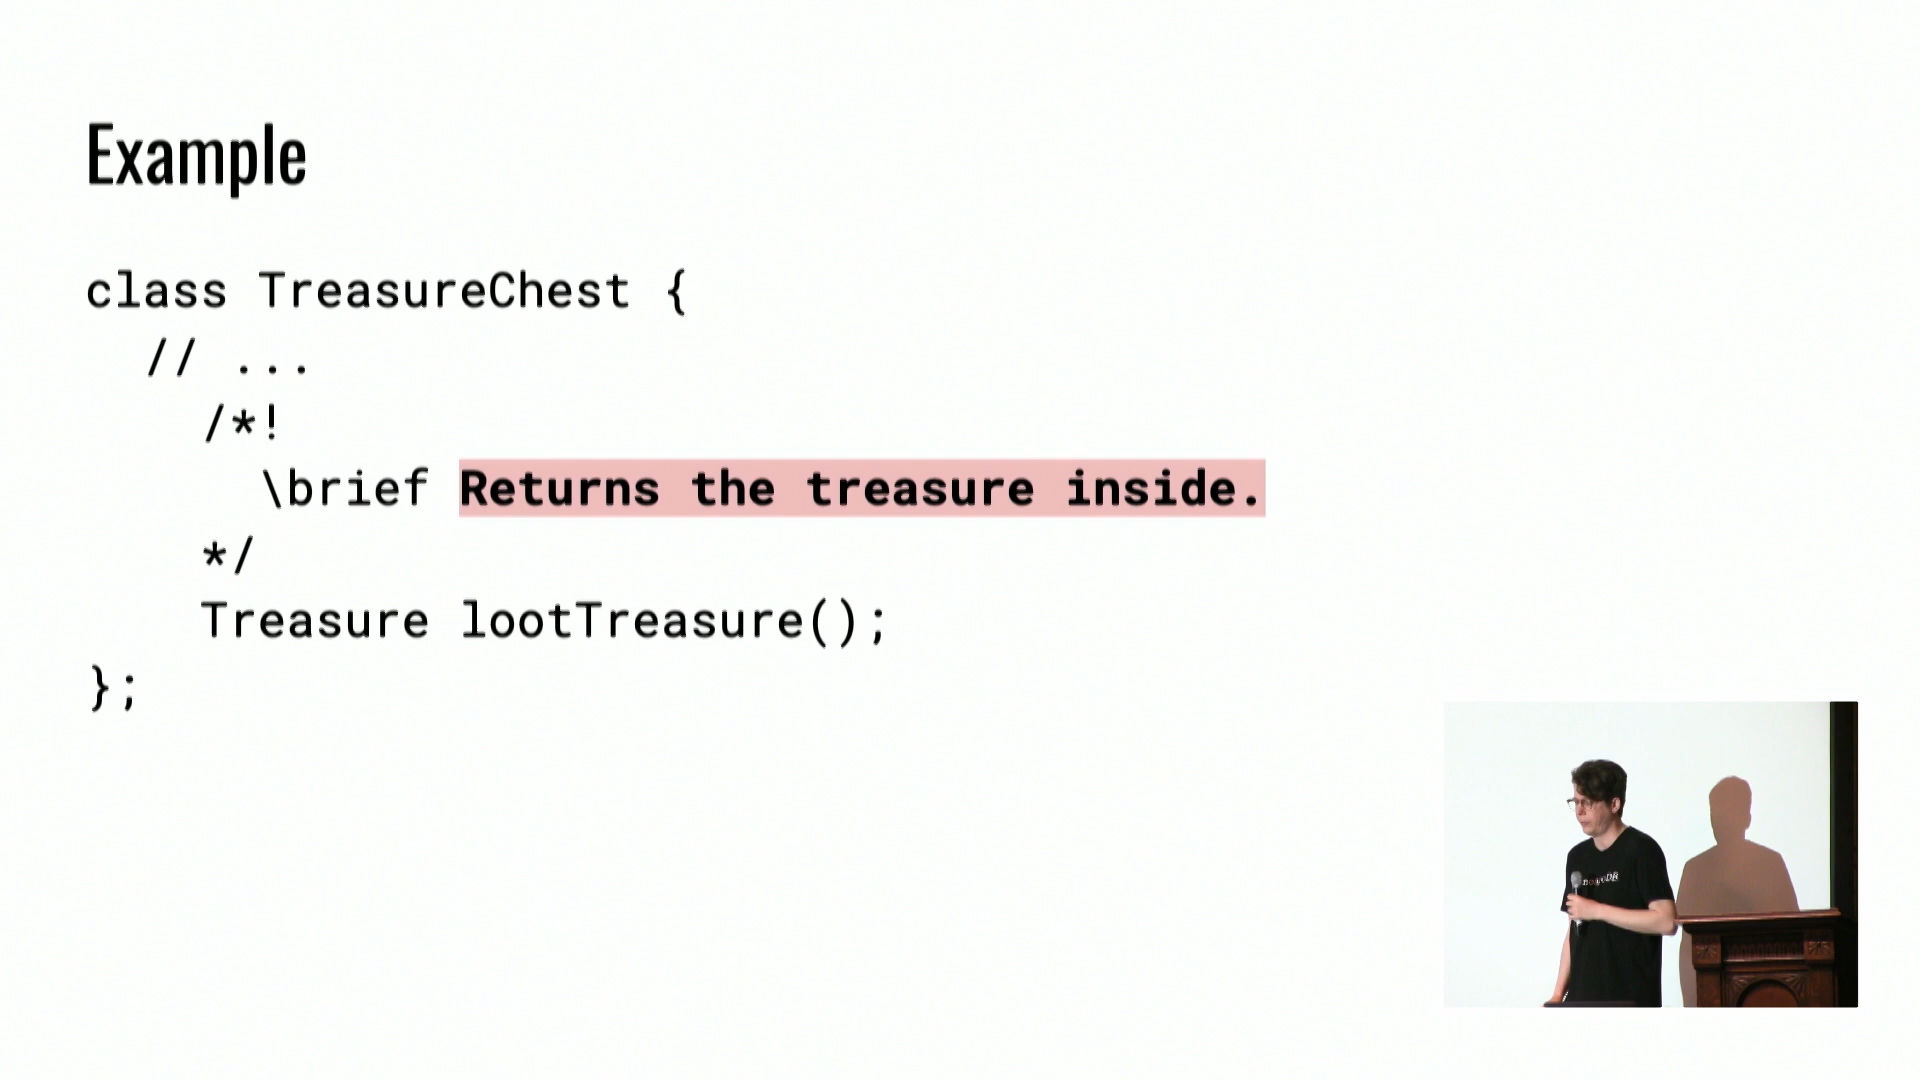 Example
class TreasureChest {
// ...
/*!
\brief Returns the treasure inside.
*/
Treasure lootTreasure();
};